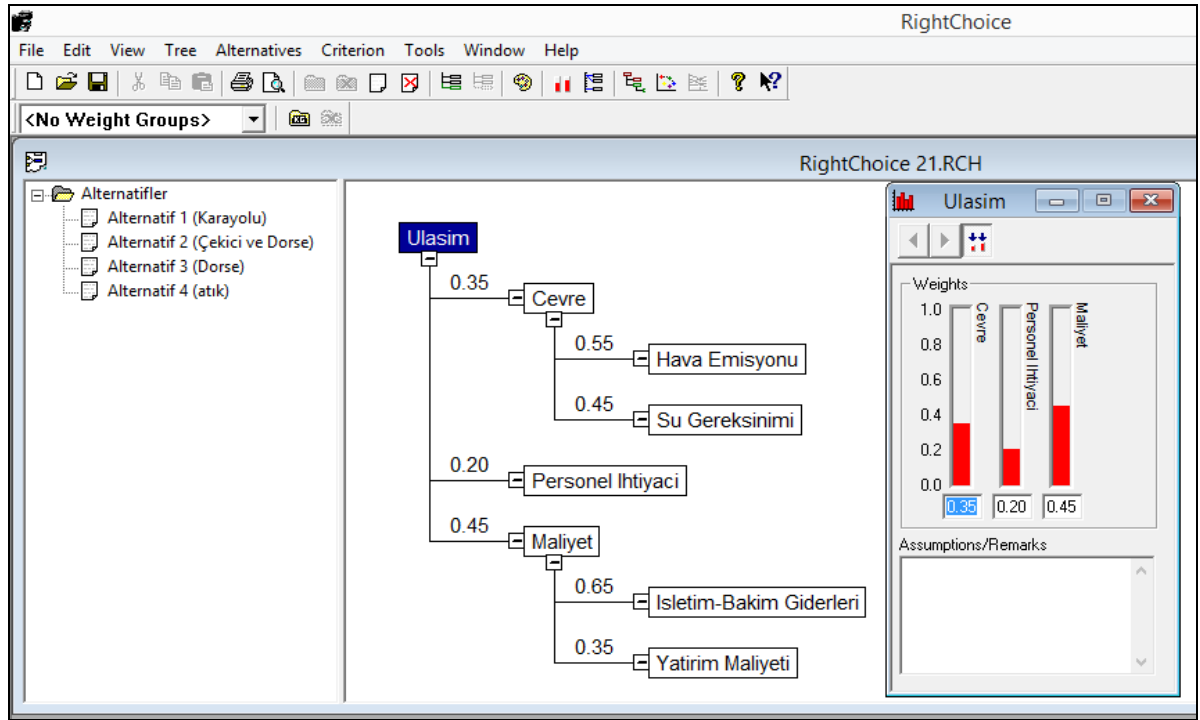 RightChoice
File Edit View Tree Alternatives Criterion Tools Window Help
<No Weight Groups>
RightChoice 21.RCH
Alternatifler
Alternatif 1 (Karayolu)
Alternatif 2 (Çekici ve Dorse)
Alternatif 3 (Dorse)
Alternatif 4 (atık)
Ulasim
0.35
Cevre
0.55
Hava Emisyonu
0.45
Su Gereksinimi
0.20
Personel Ihtiyaci
0.45
Maliyet
0.65
Isletim-Bakim Giderleri
0.35
Yatirim Maliyeti
Ulasim
Weights
1.0
0.8
0.6
0.4
0.2
0.0
Cevre
Personel Ihtiyaci
Maliyet
0.35 0.20 0.45
Assumptions/Remarks